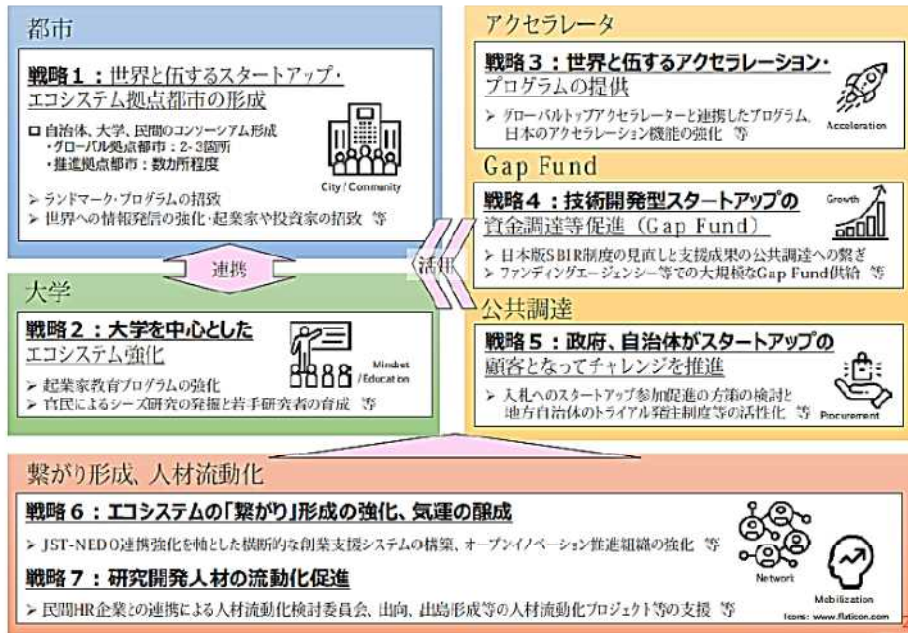 都市
戦略1：世界と伍するスタートアップ・
エコシステム拠点都市の形成
自治体、大学、民間のコンソーシアム形成
・グローバル拠点都市：2-3箇所
・推進拠点都市：数カ所程度
City / Community
➢ ランドマーク・プログラムの招致
➢ 世界への情報発信の強化・起業家や投資家の招致 等
連携
大学
戦略2：大学を中心とした
エコシステム強化
Mindset
/Education
➢ 起業家教育プログラムの強化
➢ 官民によるシーズ研究の発掘と若手研究者の育成 等
活用
アクセラレータ
戦略3：世界と伍するアクセラレーション・
プログラムの提供
➢ グローバルトップアクセラレーターと連携したプログラム、
日本のアクセラレーション機能の強化 等
Acceleration
Gap Fund
戦略4：技術開発型スタートアップの
資金調達等促進（Gap Fund）
Growth
➢ 日本版SBIR制度の見直しと支援成果の公共調達への繋ぎ
➢ ファンディングエージェンシー等での大規模なGap Fund供給 等
公共調達
戦略5：政府、自治体がスタートアップの
顧客となってチャレンジを推進
➢ 入札へのスタートアップ参加促進の方策の検討と
地方自治体のトライアル発注制度等の活性化 等
Procurement
繋がり形成、人材流動化
戦略6：エコシステムの「繋がり」形成の強化、気運の醸成
➢ JST-NEDO連携強化を軸とした横断的な創業支援システムの構築、オープンイノベーション推進組織の強化 等
Network
戦略7：研究開発人材の流動化促進
➢ 民間HR企業との連携による人材流動化検討委員会、出向、出島形成等の人材流動化プロジェクト等の支援 等
Mobilization
Icons: www.flaticon.com
2